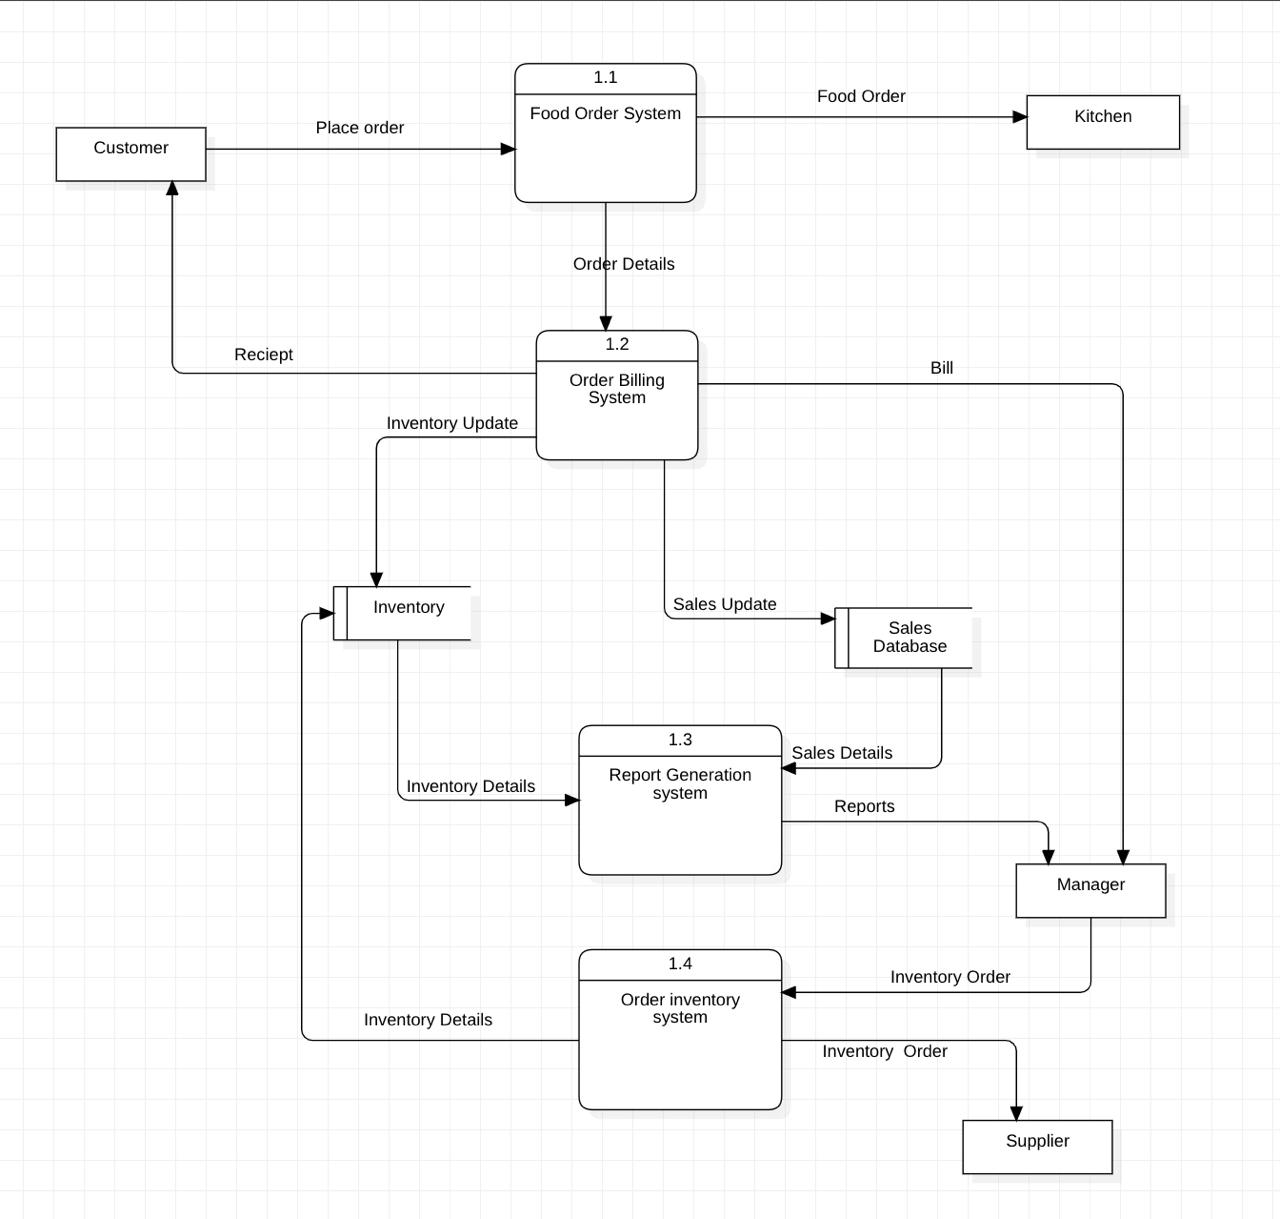 1.1
Food Order System
Food Order
Kitchen
Place order
Customer
Order Details
1.2
Order Billing
System
Reciept
Bill
Inventory Update
Inventory
Sales Update
Sales
Database
1.3
Report Generation
system
Sales Details
Inventory Details
Reports
Manager
1.4
Order inventory
system
Inventory Order
Inventory Details
Inventory  Order
Supplier